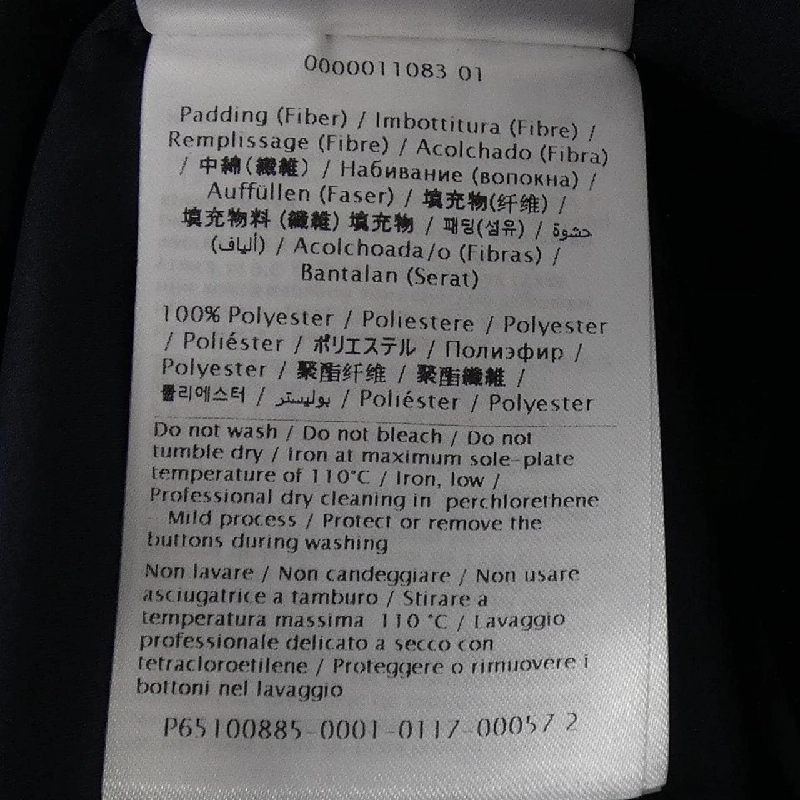 0000011083 01
Padding (Fiber) / Imbottitura (Fibre) /
Remplissage (Fibre) / Acolchado (Fibra)
/ 中綿(繊維) / Набивание (волокна) /
Auffüllen (Faser) / 填充物(纤维) /
填充物料 (纖維) 填充物 / 패딩(섬유) / حشوة
(ألياف) / Acolchoada/o (Fibras) /
Bantalan (Serat)
100% Polyester / Poliestere / Polyester
/ Poliéster / ポリエステル / Полиэфир /
Polyester / 聚酯纤维 / 聚酯纖維 /
폴리에스터 / بوليستر / Poliéster / Polyester
Do not wash / Do not bleach / Do not
tumble dry / Iron at maximum sole-plate
temperature of 110°C / Iron, low /
Professional dry cleaning in perchlorethene
Mild process / Protect or remove the
buttons during washing
Non lavare / Non candeggiare / Non usare
asciugatrice a tamburo / Stirare a
temperatura massima 110 °C / Lavaggio
professionale delicato a secco con
tetracloroetilene / Proteggere o rimuovere i
bottoni nel lavaggio
P65100885-0001-0117-00057 2